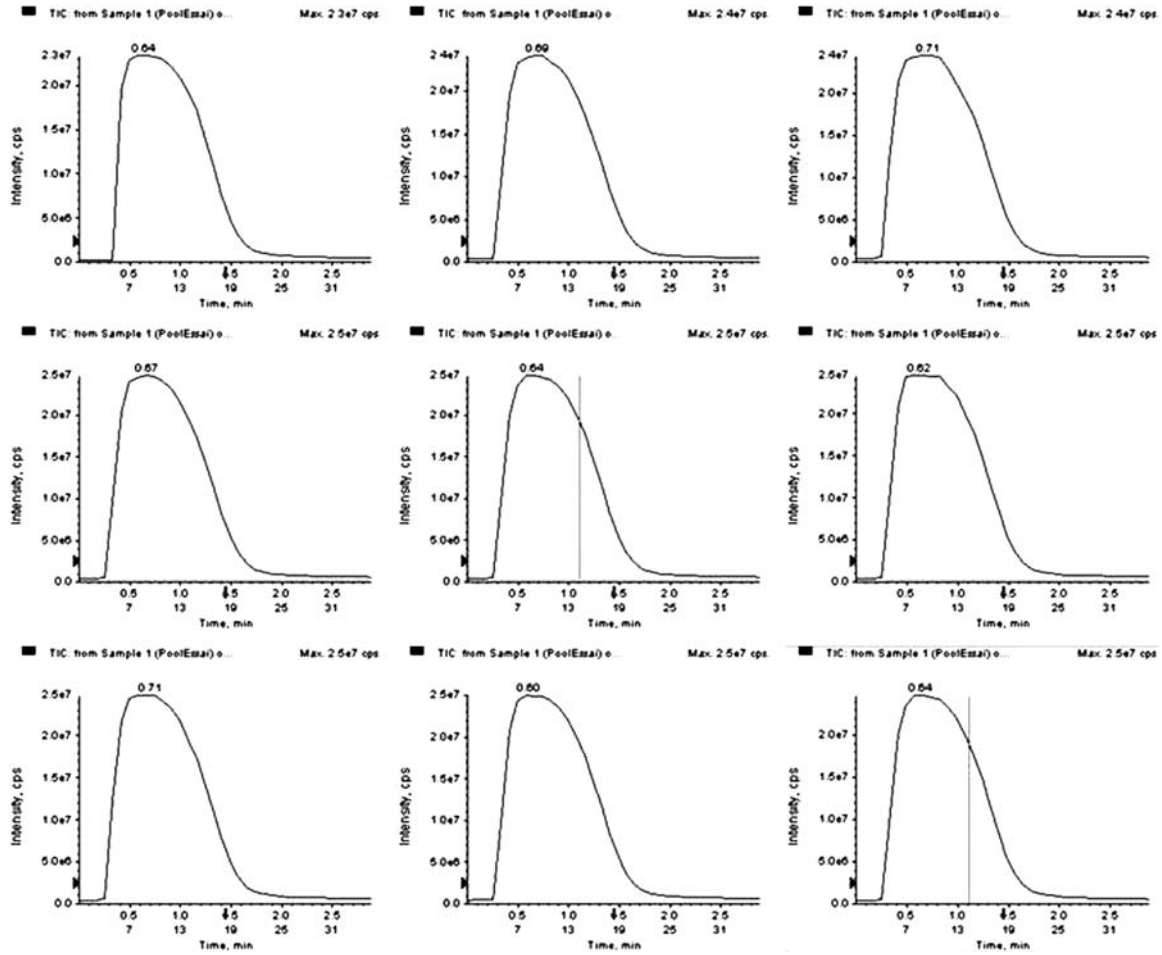 TIC: from Sample 1 (PoolEssai) o... Max. 2.3e7 cps.
0.64
2.3e7
1.5e7
1.0e7
5.0e6
0.0
Intensity, cps
0.5 1.0 1.5 2.0 2.5
7 13 19 25 31
Time, min
TIC: from Sample 1 (PoolEssai) o... Max. 2.4e7 cps.
0.69
2.4e7
2.0e7
1.5e7
1.0e7
5.0e6
0.0
Intensity, cps
0.5 1.0 1.5 2.0 2.5
7 13 19 25 31
Time, min
TIC: from Sample 1 (PoolEssai) o... Max. 2.4e7 cps.
0.71
2.4e7
2.0e7
1.5e7
1.0e7
5.0e6
0.0
Intensity, cps
0.5 1.0 1.5 2.0 2.5
7 13 19 25 31
Time, min
TIC: from Sample 1 (PoolEssai) o... Max. 2.5e7 cps.
0.67
2.5e7
2.0e7
1.5e7
1.0e7
5.0e6
0.0
Intensity, cps
0.5 1.0 1.5 2.0 2.5
7 13 19 25 31
Time, min
TIC: from Sample 1 (PoolEssai) o... Max. 2.5e7 cps.
0.64
2.5e7
2.0e7
1.5e7
1.0e7
5.0e6
0.0
Intensity, cps
0.5 1.0 1.5 2.0 2.5
7 13 19 25 31
Time, min
TIC: from Sample 1 (PoolEssai) o... Max. 2.5e7 cps.
0.62
2.5e7
2.0e7
1.5e7
1.0e7
5.0e6
0.0
Intensity, cps
0.5 1.0 1.5 2.0 2.5
7 13 19 25 31
Time, min
TIC: from Sample 1 (PoolEssai) o... Max. 2.5e7 cps.
0.71
2.5e7
2.0e7
1.5e7
1.0e7
5.0e6
0.0
Intensity, cps
0.5 1.0 1.5 2.0 2.5
7 13 19 25 31
Time, min
TIC: from Sample 1 (PoolEssai) o... Max. 2.5e7 cps.
0.60
2.5e7
2.0e7
1.5e7
1.0e7
5.0e6
0.0
Intensity, cps
0.5 1.0 1.5 2.0 2.5
7 13 19 25 31
Time, min
TIC: from Sample 1 (PoolEssai) o... Max. 2.5e7 cps.
0.64
2.5e7
2.0e7
1.5e7
1.0e7
5.0e6
0.0
Intensity, cps
0.5 1.0 1.5 2.0 2.5
7 13 19 25 31
Time, min